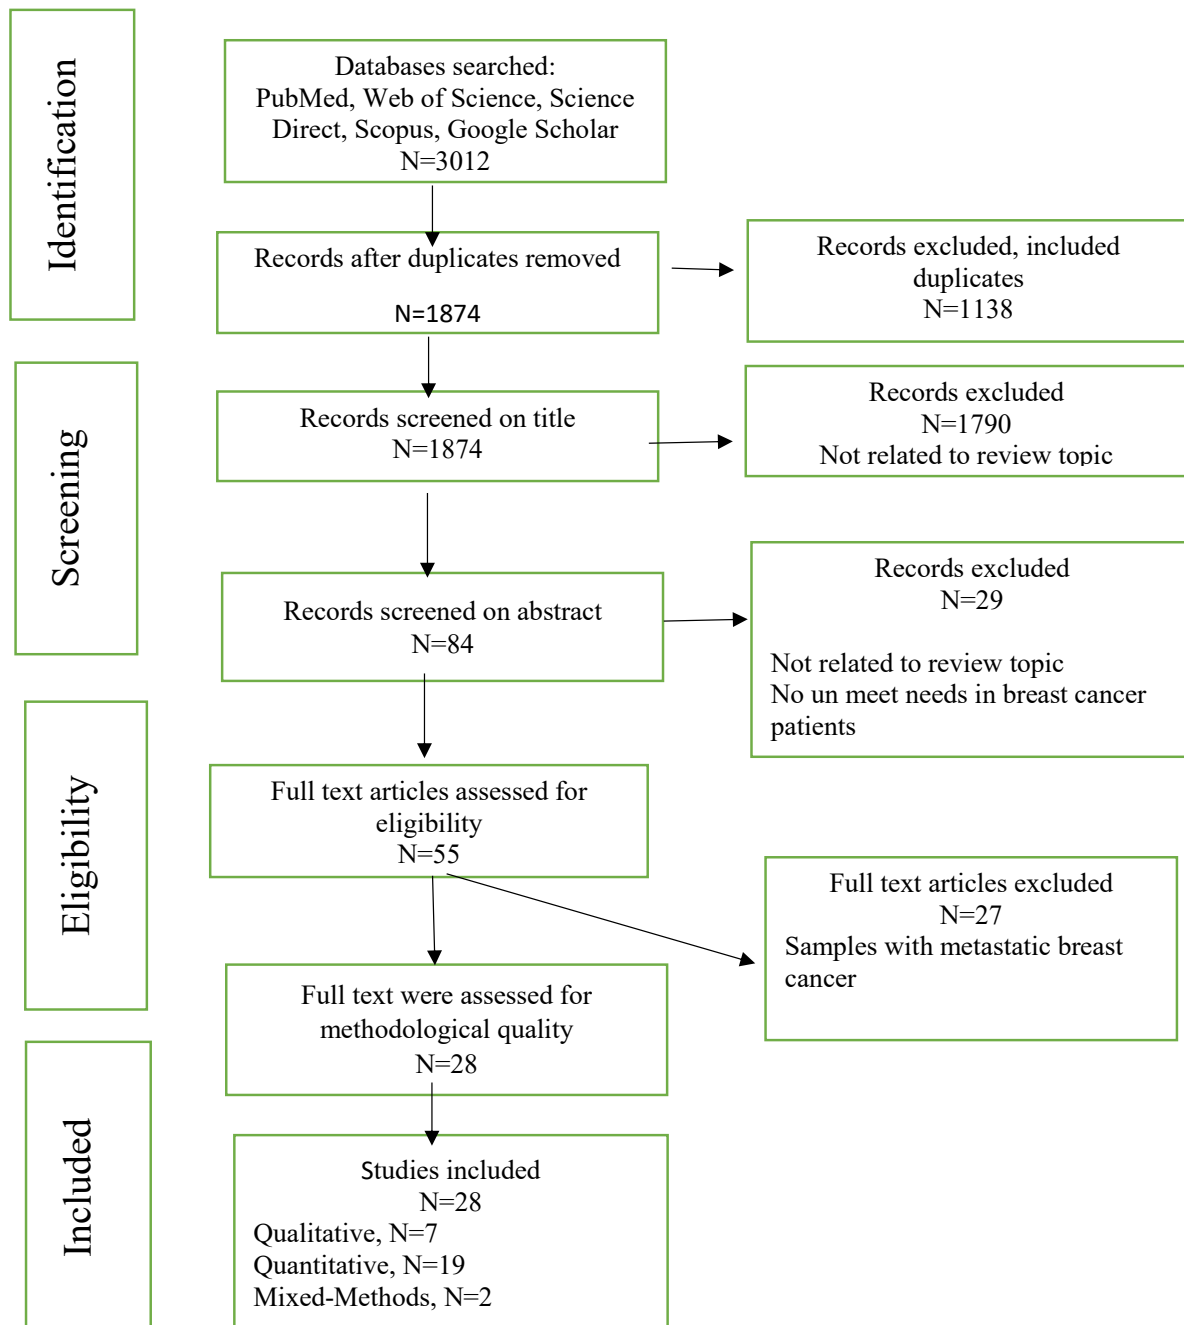 Identification
Databases searched:
PubMed, Web of Science, Science
Direct, Scopus, Google Scholar
N=3012
Records after duplicates removed
N=1874
Records excluded, included
duplicates
N=1138
Screening
Records screened on title
N=1874
Records excluded
N=1790
Not related to review topic
Records screened on abstract
N=84
Records excluded
N=29
Not related to review topic
No un meet needs in breast cancer
patients
Eligibility
Full text articles assessed for
eligibility
N=55
Full text articles excluded
N=27
Samples with metastatic breast
cancer
Full text were assessed for
methodological quality
N=28
Included
Studies included
N=28
Qualitative, N=7
Quantitative, N=19
Mixed-Methods, N=2